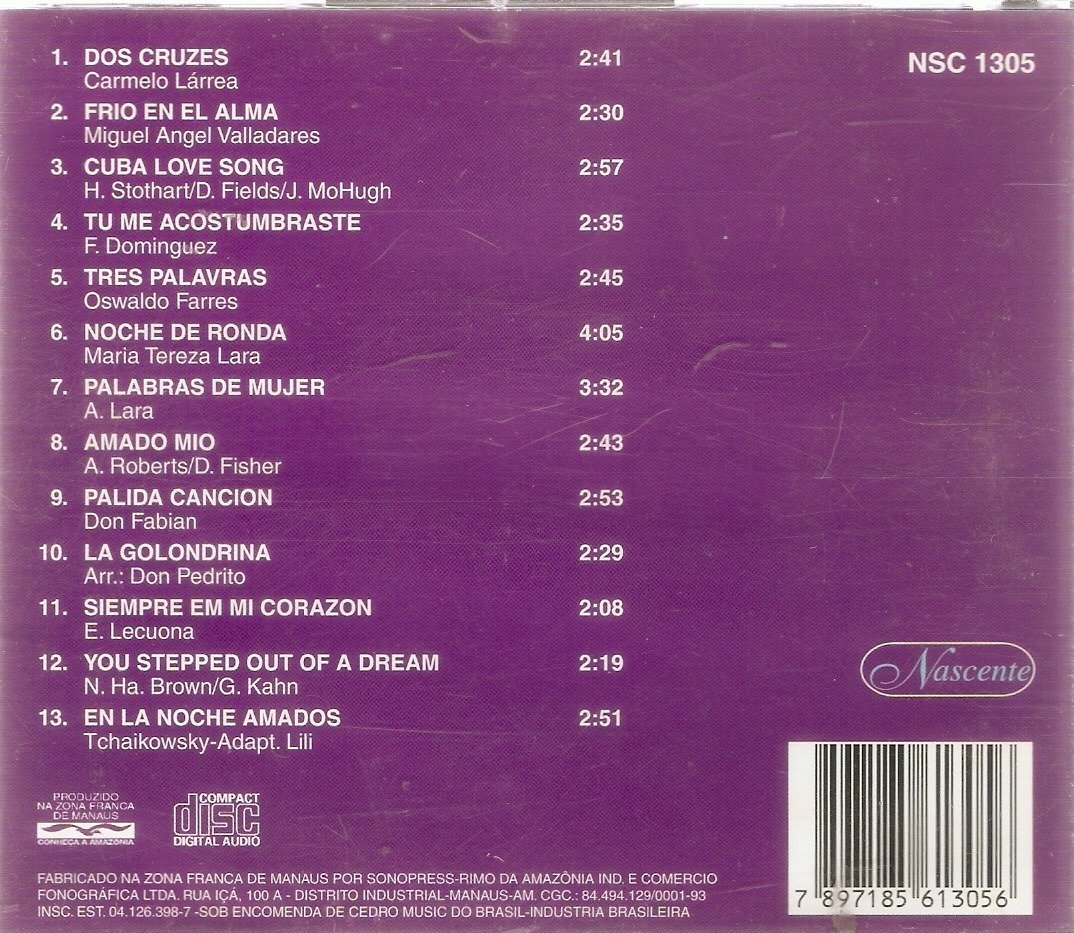 NSC 1305
1. DOS CRUZES 2:41
Carmelo Lárrea
2. FRIO EN EL ALMA 2:30
Miguel Angel Valladares
3. CUBA LOVE SONG 2:57
H. Stothart/D. Fields/J. MoHugh
4. TU ME ACOSTUMBRASTE 2:35
F. Dominguez
5. TRES PALAVRAS 2:45
Oswaldo Farres
6. NOCHE DE RONDA 4:05
Maria Tereza Lara
7. PALABRAS DE MUJER 3:32
A. Lara
8. AMADO MIO 2:43
A. Roberts/D. Fisher
9. PALIDA CANCION 2:53
Don Fabian
10. LA GOLONDRINA 2:29
Arr.: Don Pedrito
11. SIEMPRE EM MI CORAZON 2:08
E. Lecuona
12. YOU STEPPED OUT OF A DREAM 2:19
N. Ha. Brown/G. Kahn
13. EN LA NOCHE AMADOS 2:51
Tchaikowsky-Adapt. Lili
Nascente
PRODUZIDO
NA ZONA FRANCA
DE MANAUS
CONHEÇA A AMAZÔNIA
COMPACT
disc
DIGITAL AUDIO
FABRICADO NA ZONA FRANCA DE MANAUS POR SONOPRESS-RIMO DA AMAZÔNIA IND. E COMERCIO
FONOGRÁFICA LTDA. RUA IÇÁ, 100 A - DISTRITO INDUSTRIAL-MANAUS-AM. CGC.: 84.494.129/0001-93
INSC. EST. 04.126.398-7 -SOB ENCOMENDA DE CEDRO MUSIC DO BRASIL-INDUSTRIA BRASILEIRA
7 897185 613056